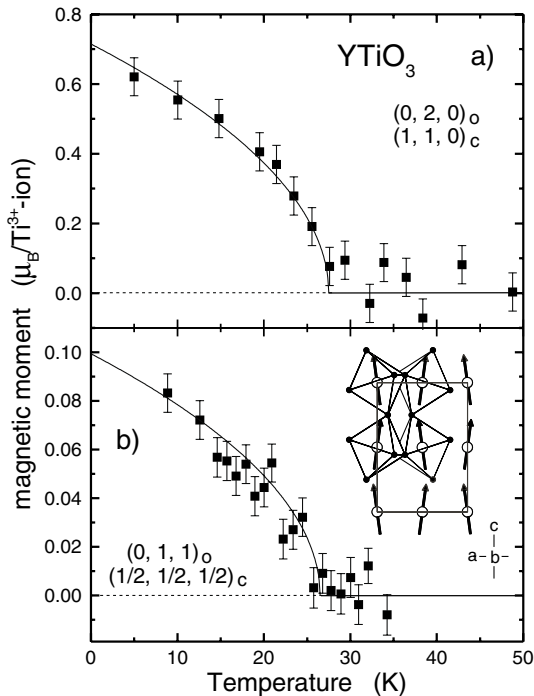 YTiO₃ a)
(0, 2, 0)ₒ
(1, 1, 0)c
0.8
0.6
0.4
0.2
0.0
magnetic moment (μB/Ti³⁺-ion)
b)
0.10
0.08
0.06
0.04
0.02
0.00
(0, 1, 1)ₒ
(1/2, 1/2, 1/2)c
c
a b
0 10 20 30 40 50
Temperature (K)